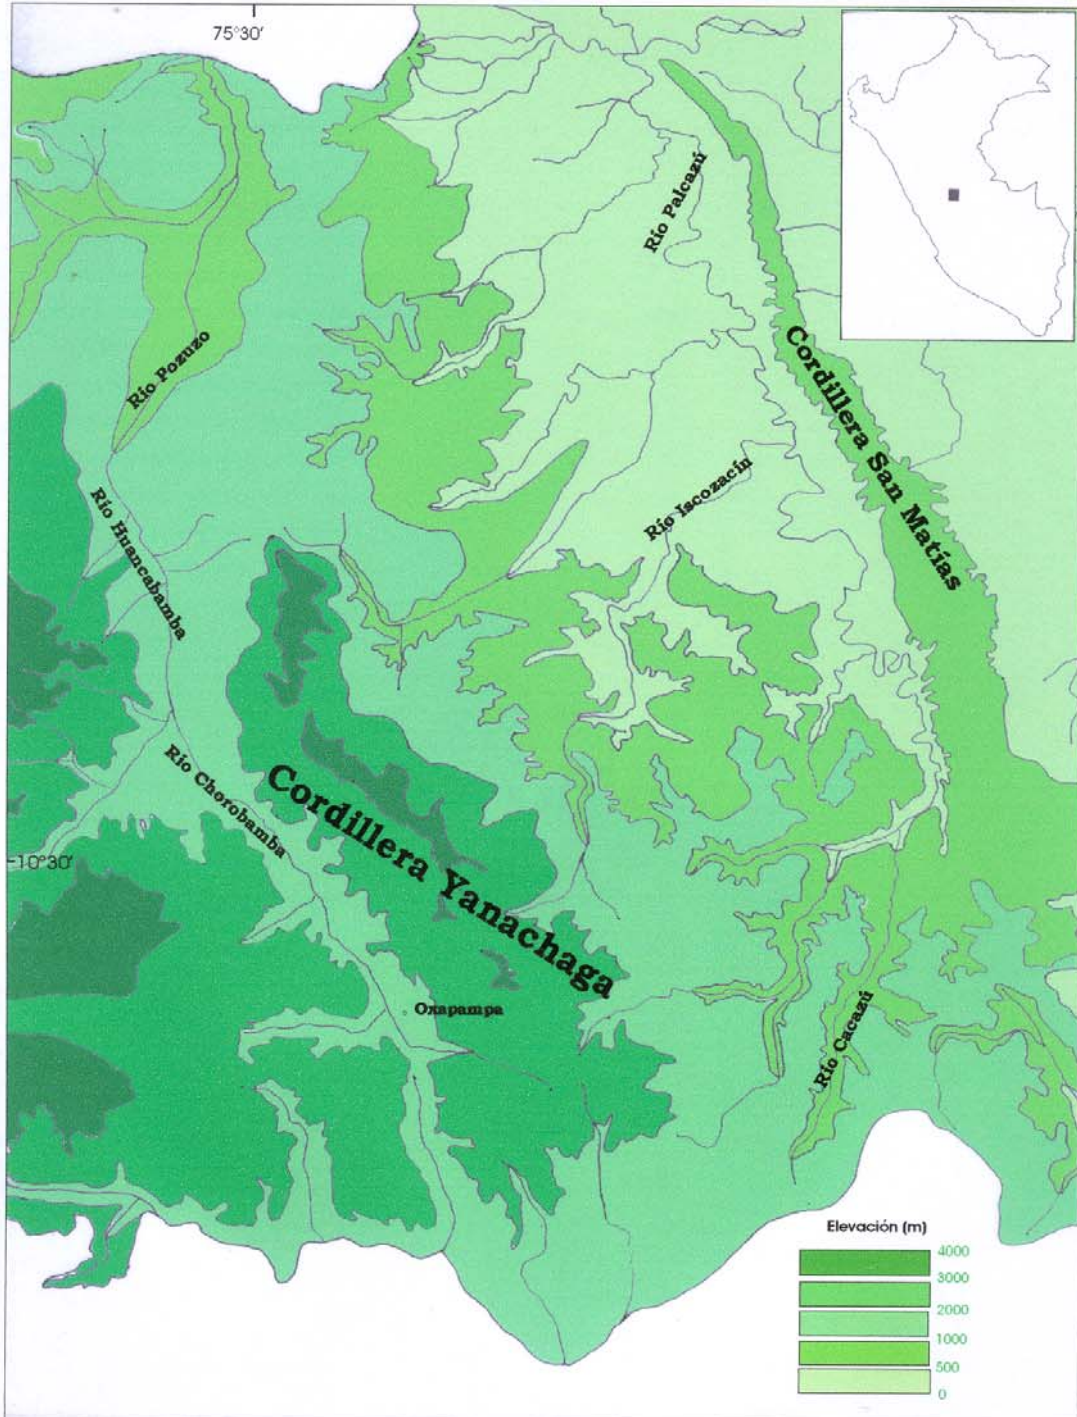 75°30'
Río Palcazú
Cordillera San Matías
Río Pozuzo
Río Iscozacín
Río Huancabamba
Río Chorobamba
Cordillera Yanachaga
10°30'
Oxapampa
Río Cacazú
Elevación (m)
4000
3000
2000
1000
500
0